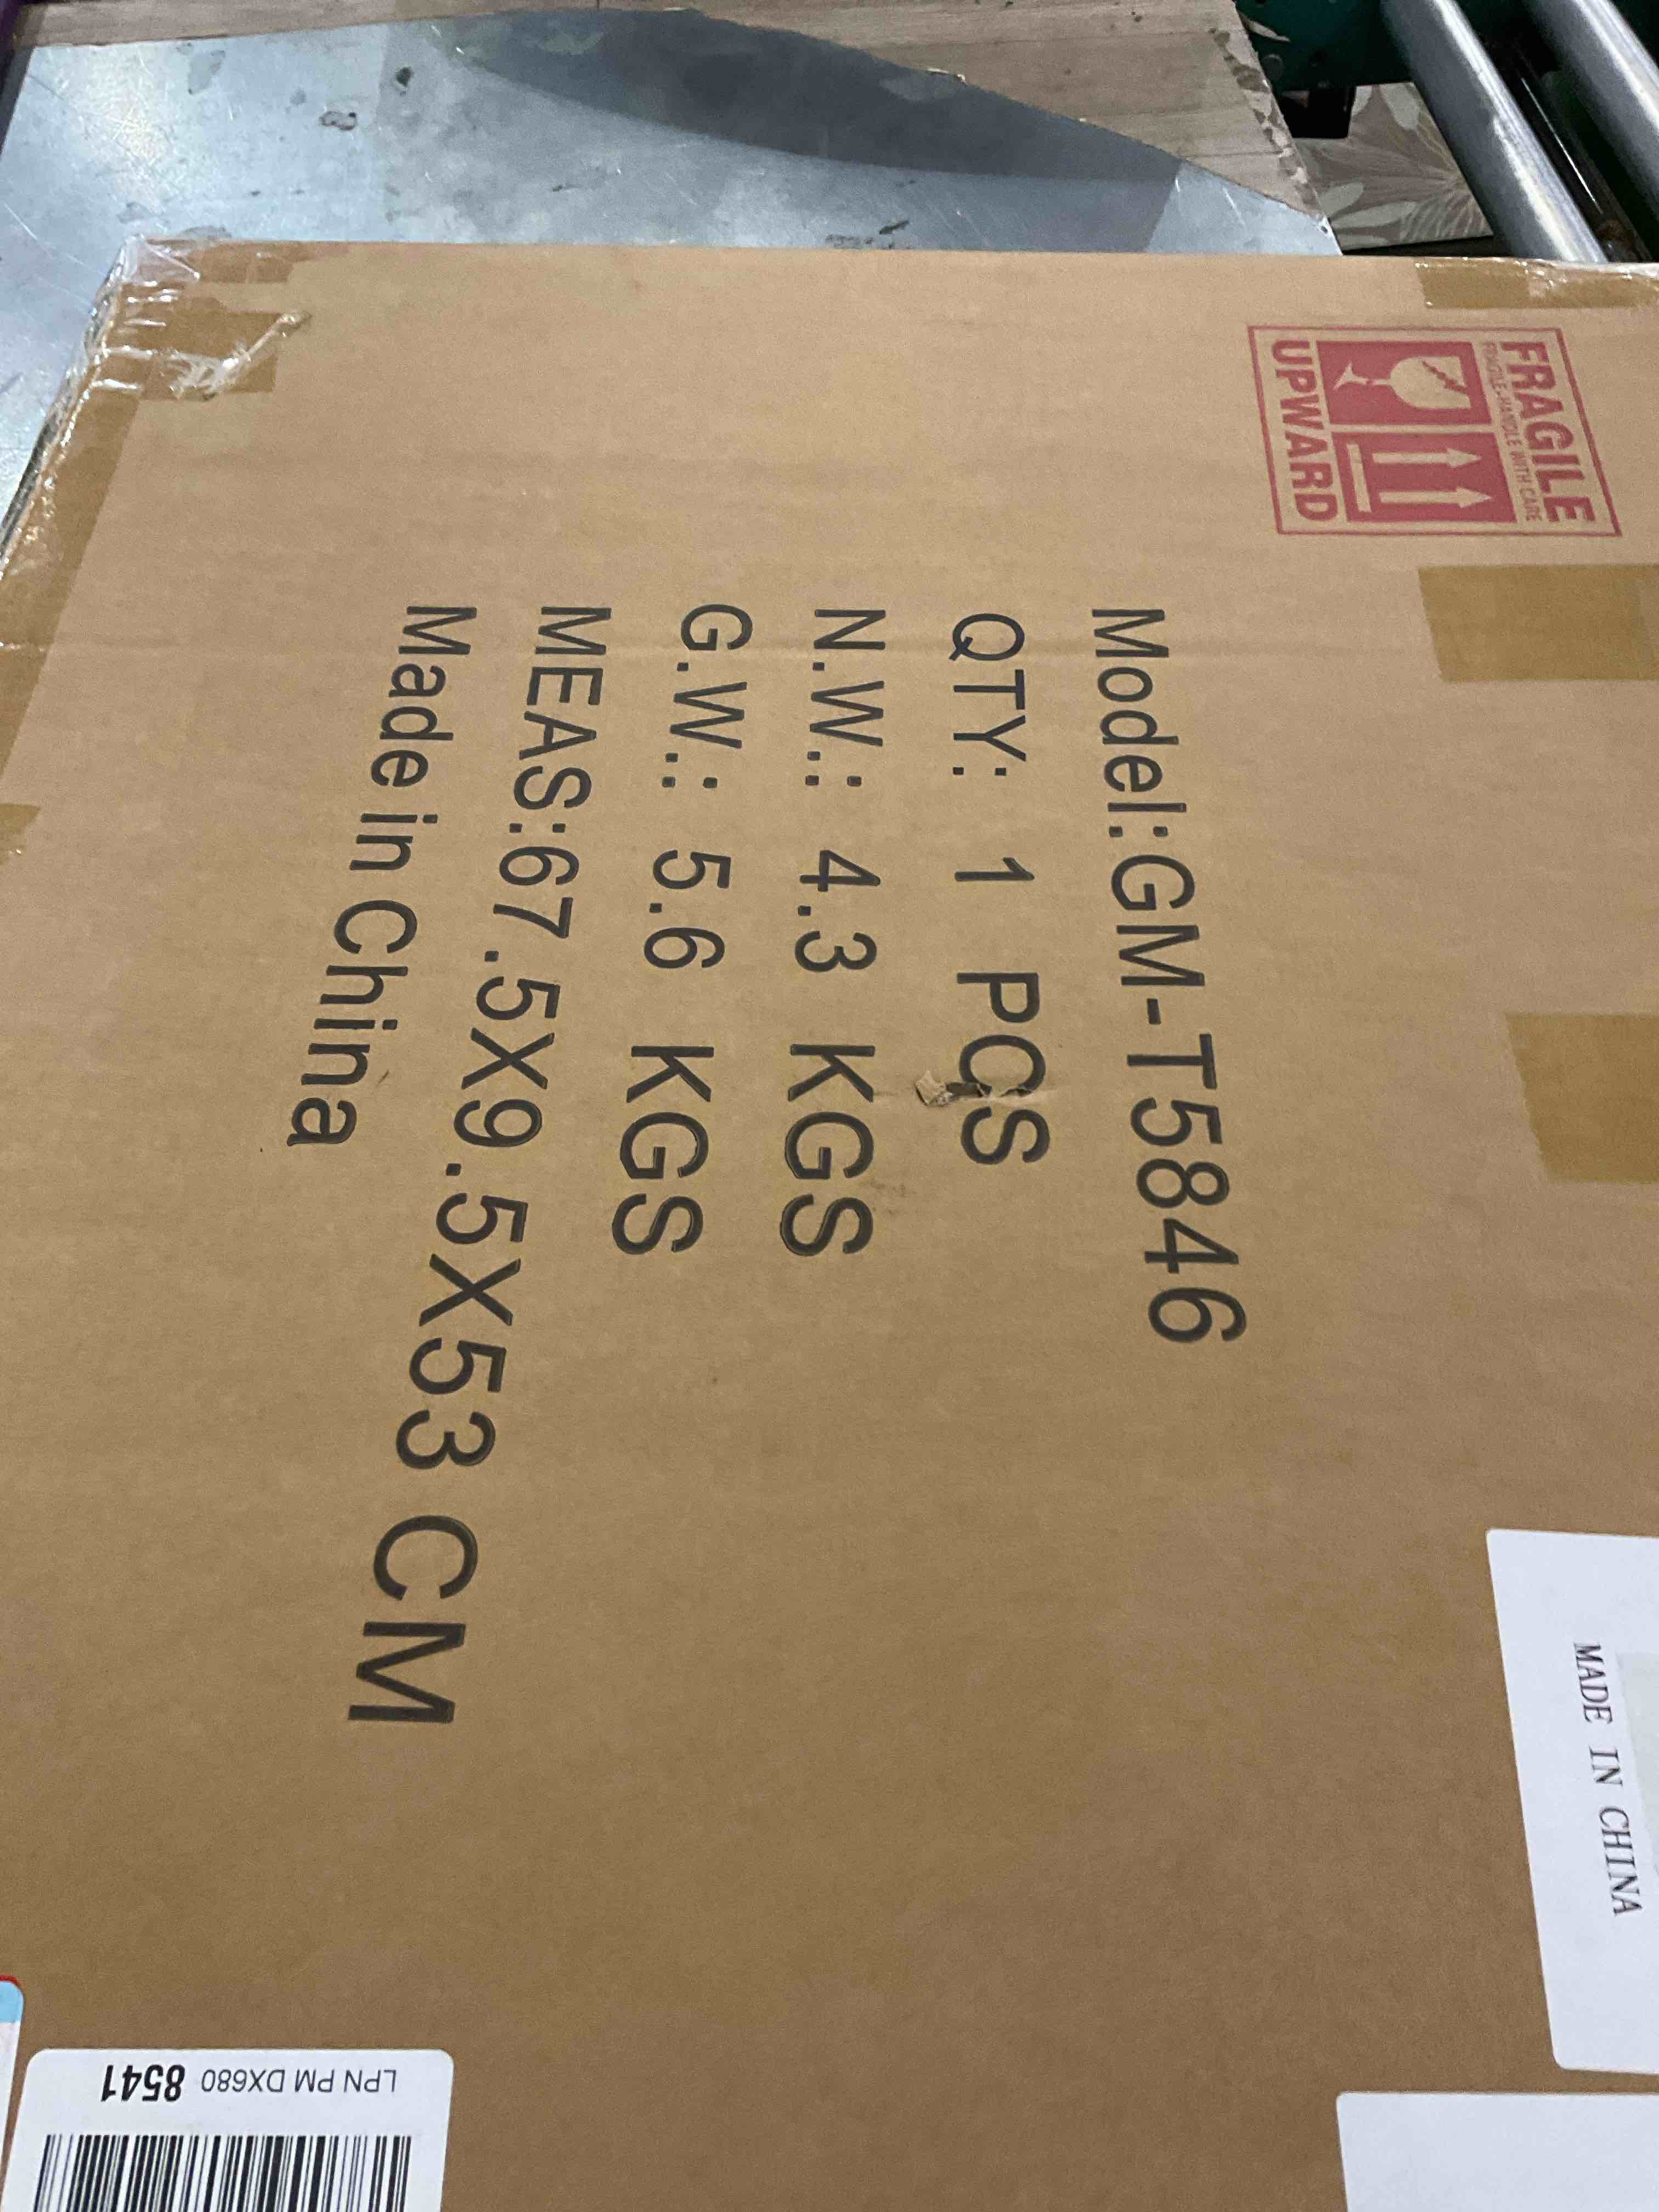 FRAGILE
FRAGILE-HANDLE WITH CARE
UPWARD
Model:GM-T5846
QTY: 1 PCS
N.W.: 4.3 KGS
G.W.: 5.6 KGS
MEAS:67.5X9.5X53 CM
Made in China
MADE IN CHINA
LPN PM DX680 8541